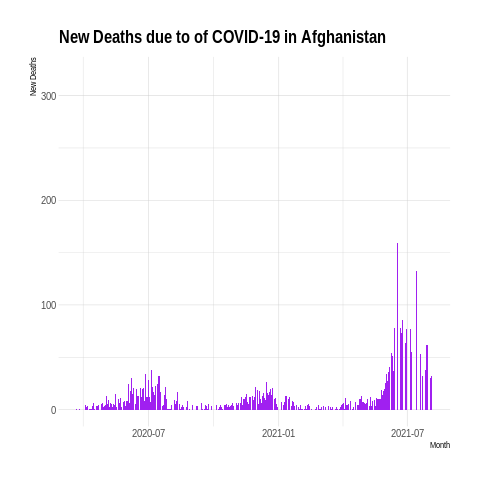 New Deaths due to of COVID-19 in Afghanistan
New Deaths
300
200
100
0
2020-07 2021-01 2021-07
Month